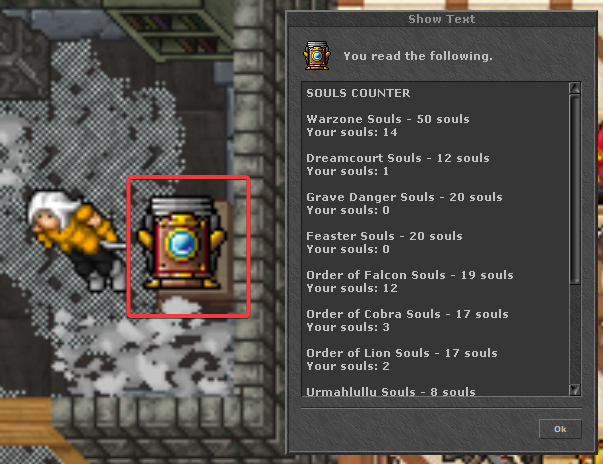 Show Text
You read the following.
SOULS COUNTER
Warzone Souls - 50 souls
Your souls: 14
Dreamcourt Souls - 12 souls
Your souls: 1
Grave Danger Souls - 20 souls
Your souls: 0
Feaster Souls - 20 souls
Your souls: 0
Order of Falcon Souls - 19 souls
Your souls: 12
Order of Cobra Souls - 17 souls
Your souls: 3
Order of Lion Souls - 17 souls
Your souls: 2
Urmahlullu Souls - 8 souls
Ok